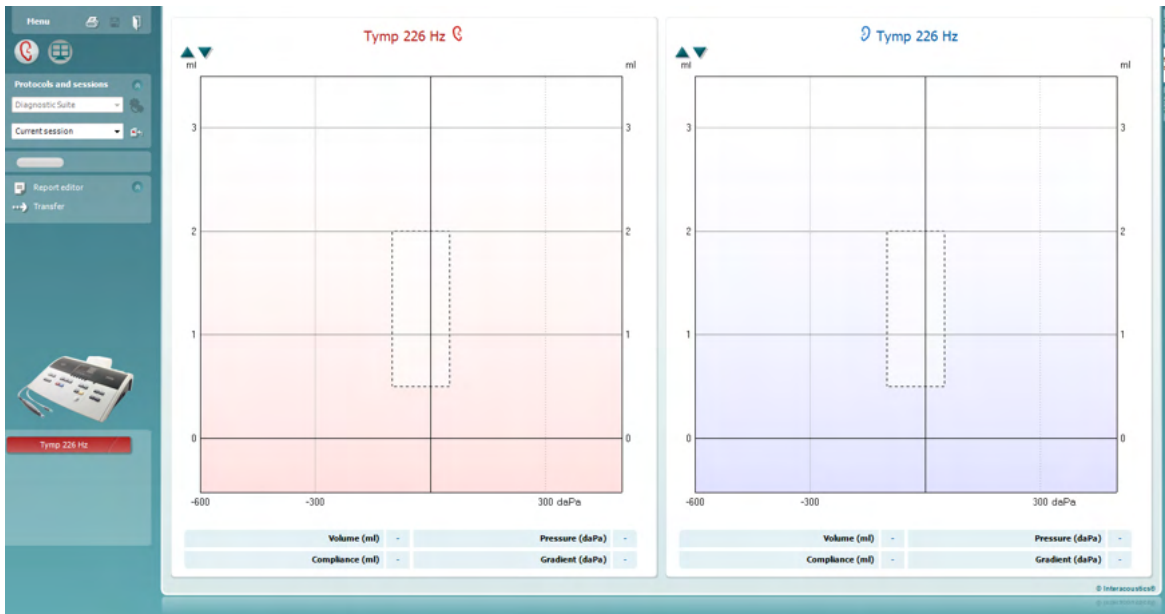 Menu
Protocols and sessions
Diagnostic Suite
Current session
Report editor
Transfer
Tymp 226 Hz
Tymp 226 Hz
ml
ml
3
3
2
2
1
1
0
0
-600
-300
300 daPa
Volume (ml) - Pressure (daPa) -
Compliance (ml) - Gradient (daPa) -
Tymp 226 Hz
ml
ml
3
3
2
2
1
1
0
0
-600
-300
300 daPa
Volume (ml) - Pressure (daPa) -
Compliance (ml) - Gradient (daPa) -
© Interacoustics®